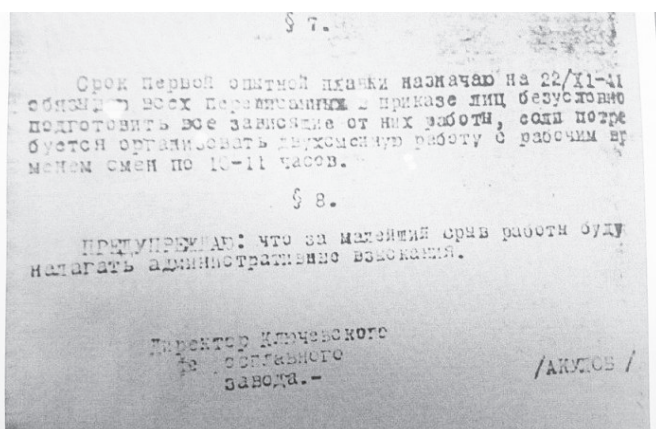 § 7.
Срок первой опытной плавки назначаю на 22/XI-41
обязываю всех перечисленных в приказе лиц безусловно
подготовить все зависящие от них работы, если потре
буется организовать двухсменную работу с рабочим вр
менем смен по 10-11 часов.
§ 8.
ПРЕДУПРЕЖДАЮ: что за малейший срыв работы буду
налагать административные взыскания.
Директор Ключевского
завода.-
/АКУЛОВ /